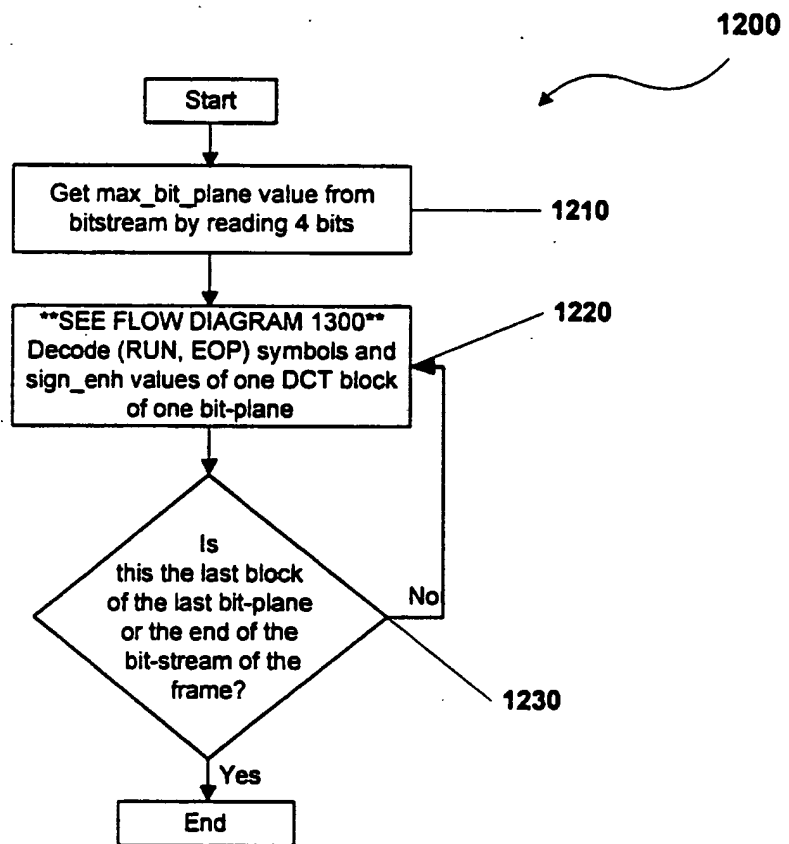 1200
Start
Get max_bit_plane value from
bitstream by reading 4 bits
1210
**SEE FLOW DIAGRAM 1300**
Decode (RUN, EOP) symbols and
sign_enh values of one DCT block
of one bit-plane
1220
Is
this the last block
of the last bit-plane
or the end of the
bit-stream of the
frame?
No
1230
Yes
End